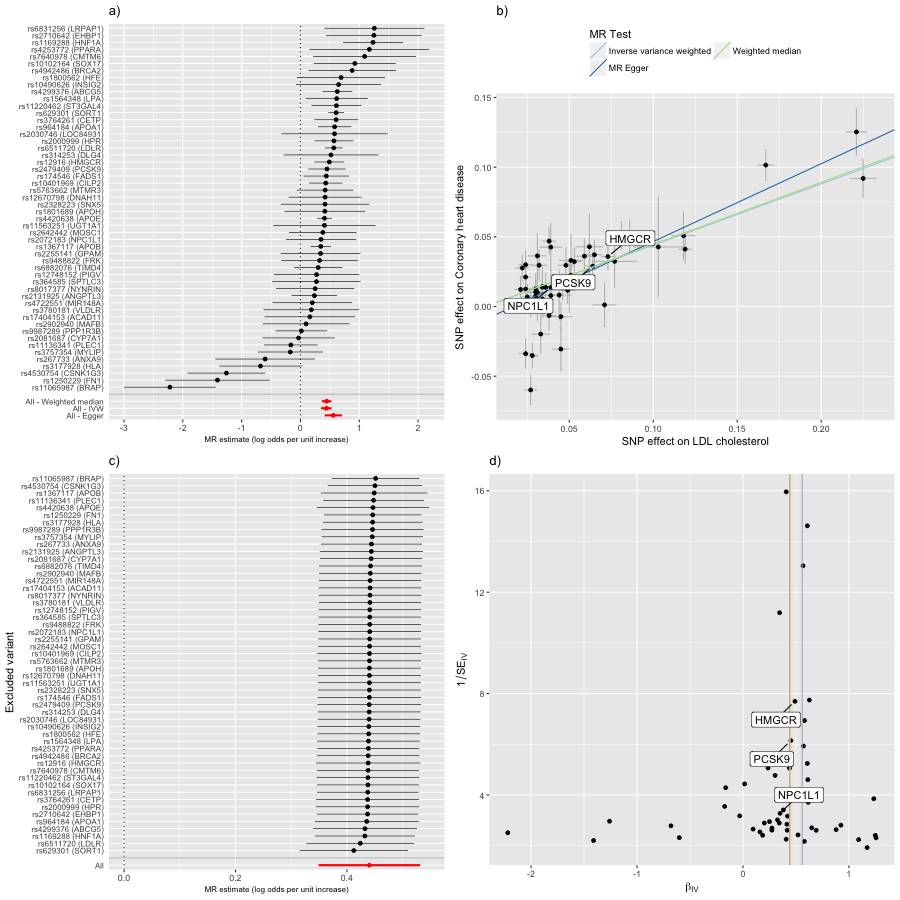 a)
rs6831256 (LRPAP1)
rs2710642 (EHBP1)
rs1169288 (HNF1A)
rs4253772 (PPARA)
rs7640978 (CMTM6)
rs10102164 (SOX17)
rs4942486 (BRCA2)
rs1800562 (HFE)
rs10490626 (INSIG2)
rs4299376 (ABCG5)
rs1564348 (LPA)
rs11220462 (ST3GAL4)
rs629301 (SORT1)
rs3764261 (CETP)
rs964184 (APOA1)
rs2030746 (LOC84931)
rs2000999 (HPR)
rs6511720 (LDLR)
rs314253 (DLG4)
rs12916 (HMGCR)
rs2479409 (PCSK9)
rs174546 (FADS1)
rs10401969 (CILP2)
rs5763662 (MTMR3)
rs12670798 (DNAH11)
rs2328223 (SNX5)
rs1801689 (APOH)
rs4420638 (APOE)
rs11563251 (UGT1A1)
rs2642442 (MOSC1)
rs2072183 (NPC1L1)
rs1367117 (APOB)
rs2255141 (GPAM)
rs9488822 (FRK)
rs6882076 (TIMD4)
rs12748152 (PIGV)
rs364585 (SPTLC3)
rs8017377 (NYNRIN)
rs2131925 (ANGPTL3)
rs4722551 (MIR148A)
rs3780181 (VLDLR)
rs17404153 (ACAD11)
rs2902940 (MAFB)
rs9987289 (PPP1R3B)
rs2081687 (CYP7A1)
rs11136341 (PLEC1)
rs3757354 (MYLIP)
rs267733 (ANXA9)
rs3177928 (HLA)
rs4530754 (CSNK1G3)
rs1250229 (FN1)
rs11065987 (BRAP)
All - Weighted median
All - IVW
All - Egger
-3 -2 -1 0 1 2
MR estimate (log odds per unit increase)
b)
MR Test
Inverse variance weighted
Weighted median
MR Egger
SNP effect on Coronary heart disease
0.15
0.10
0.05
0.00
-0.05
HMGCR
PCSK9
NPC1L1
0.05 0.10 0.15 0.20
SNP effect on LDL cholesterol
c)
Excluded variant
rs11065987 (BRAP)
rs4530754 (CSNK1G3)
rs1367117 (APOB)
rs11136341 (PLEC1)
rs4420638 (APOE)
rs1250229 (FN1)
rs3177928 (HLA)
rs9987289 (PPP1R3B)
rs3757354 (MYLIP)
rs267733 (ANXA9)
rs2131925 (ANGPTL3)
rs2081687 (CYP7A1)
rs6882076 (TIMD4)
rs2902940 (MAFB)
rs4722551 (MIR148A)
rs17404153 (ACAD11)
rs8017377 (NYNRIN)
rs3780181 (VLDLR)
rs12748152 (PIGV)
rs364585 (SPTLC3)
rs9488822 (FRK)
rs2072183 (NPC1L1)
rs2255141 (GPAM)
rs2642442 (MOSC1)
rs10401969 (CILP2)
rs5763662 (MTMR3)
rs1801689 (APOH)
rs12670798 (DNAH11)
rs11563251 (UGT1A1)
rs2328223 (SNX5)
rs174546 (FADS1)
rs2479409 (PCSK9)
rs314253 (DLG4)
rs2030746 (LOC84931)
rs10490626 (INSIG2)
rs1800562 (HFE)
rs1564348 (LPA)
rs4253772 (PPARA)
rs4942486 (BRCA2)
rs12916 (HMGCR)
rs7640978 (CMTM6)
rs11220462 (ST3GAL4)
rs10102164 (SOX17)
rs6831256 (LRPAP1)
rs3764261 (CETP)
rs2000999 (HPR)
rs2710642 (EHBP1)
rs964184 (APOA1)
rs4299376 (ABCG5)
rs1169288 (HNF1A)
rs6511720 (LDLR)
rs629301 (SORT1)
All
0.0 0.4
MR estimate (log odds per unit increase)
d)
1/SE IV
16
12
8
4
HMGCR
PCSK9
NPC1L1
-2 -1 0 1
β IV